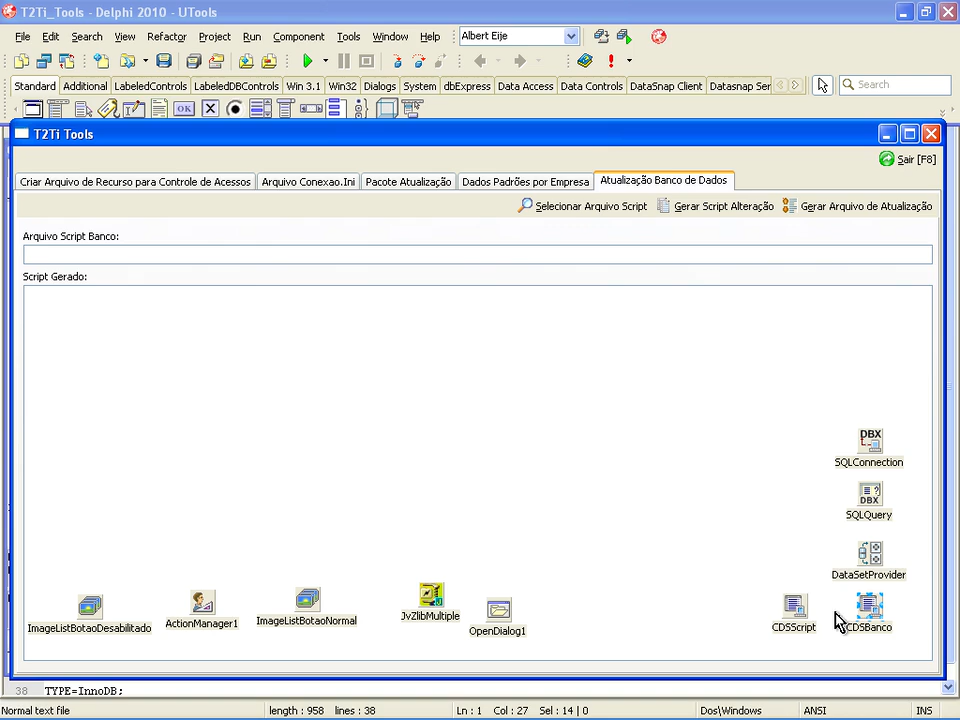 T2Ti_Tools - Delphi 2010 - UTools
File Edit Search View Refactor Project Run Component Tools Window Help Albert Eije
Standard Additional LabeledControls LabeledDBControls Win 3.1 Win32 Dialogs System dbExpress Data Access Data Controls DataSnap Client Datasnap Ser Search
OK
T2Ti Tools
Sair [F8]
Criar Arquivo de Recurso para Controle de Acessos Arquivo Conexao.Ini Pacote Atualização Dados Padrões por Empresa Atualização Banco de Dados
Selecionar Arquivo Script Gerar Script Alteração Gerar Arquivo de Atualização
Arquivo Script Banco:
Script Gerado:
DBX
SQLConnection
DBX
SQLQuery
DataSetProvider
ImageListBotaoDesabilitado ActionManager1 ImageListBotaoNormal JvZlibMultiple OpenDialog1 CDSScript CDSBanco
38 TYPE=InnoDB;
Normal text file length : 958 lines : 38 Ln : 1 Col : 27 Sel : 14 | 0 Dos\Windows ANSI INS